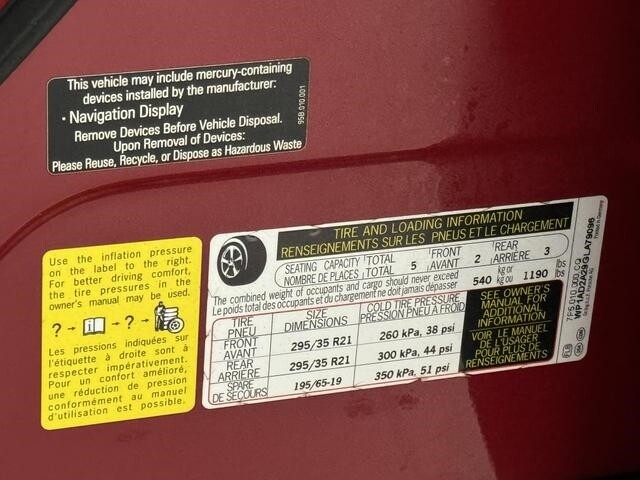 This vehicle may include mercury-containing
devices installed by the manufacturer:
· Navigation Display
Remove Devices Before Vehicle Disposal.
Upon Removal of Devices:
Please Reuse, Recycle, or Dispose as Hazardous Waste
95B.010.001
Use the inflation pressure
on the label to the right.
For better driving comfort,
the tire pressures in the
owner's manual may be used.
? → i → ? →
Les pressions indiquées sur
l'étiquette à droite sont à
respecter impérativement.
Pour un confort amélioré,
une réduction de pression
conformément au manuel
d'utilisation est possible.
TIRE AND LOADING INFORMATION
RENSEIGNEMENTS SUR LES PNEUS ET LE CHARGEMENT
SEATING CAPACITY TOTAL 5 FRONT 2 REAR 3
NOMBRE DE PLACES TOTAL AVANT ARRIÈRE
The combined weight of occupants and cargo should never exceed 540 kg or 1190 lbs
Le poids total des occupants et du chargement ne doit jamais dépasser kg ou lbs
TIRE SIZE COLD TIRE PRESSURE
PNEU DIMENSIONS PRESSION PNEU À FROID
FRONT
AVANT 295/35 R21 260 kPa, 38 psi
REAR
ARRIÈRE 295/35 R21 300 kPa, 44 psi
SPARE
DE SECOURS 195/65-19 350 kPa, 51 psi
SEE OWNER'S
MANUAL FOR
ADDITIONAL
INFORMATION
VOIR LE MANUEL
DE L'USAGER
POUR PLUS DE
RENSEIGNEMENTS
WP1AD2A29GLA79096